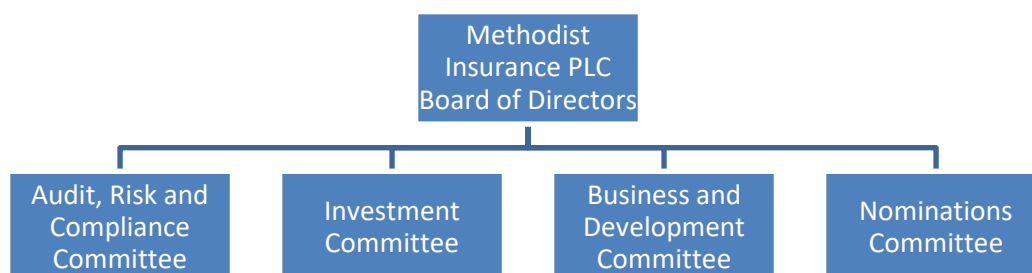 Methodist
Insurance PLC
Board of Directors
Audit, Risk and
Compliance
Committee
Investment
Committee
Business and
Development
Committee
Nominations
Committee